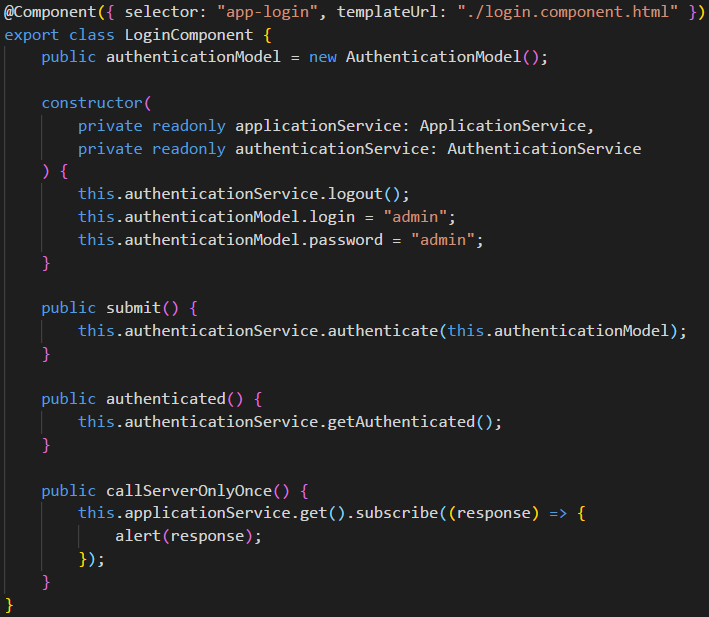 @Component({ selector: "app-login", templateUrl: "./login.component.html" })
export class LoginComponent {
    public authenticationModel = new AuthenticationModel();

    constructor(
        private readonly applicationService: ApplicationService,
        private readonly authenticationService: AuthenticationService
    ) {
        this.authenticationService.logout();
        this.authenticationModel.login = "admin";
        this.authenticationModel.password = "admin";
    }

    public submit() {
        this.authenticationService.authenticate(this.authenticationModel);
    }

    public authenticated() {
        this.authenticationService.getAuthenticated();
    }

    public callServerOnlyOnce() {
        this.applicationService.get().subscribe((response) => {
            alert(response);
        });
    }
}